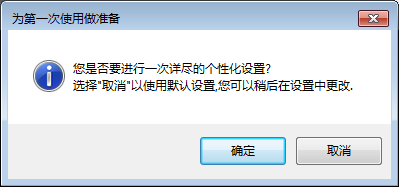 为第一次使用做准备
您是否要进行一次详尽的个性化设置?
选择"取消"以使用默认设置,您可以稍后在设置中更改.
确定
取消